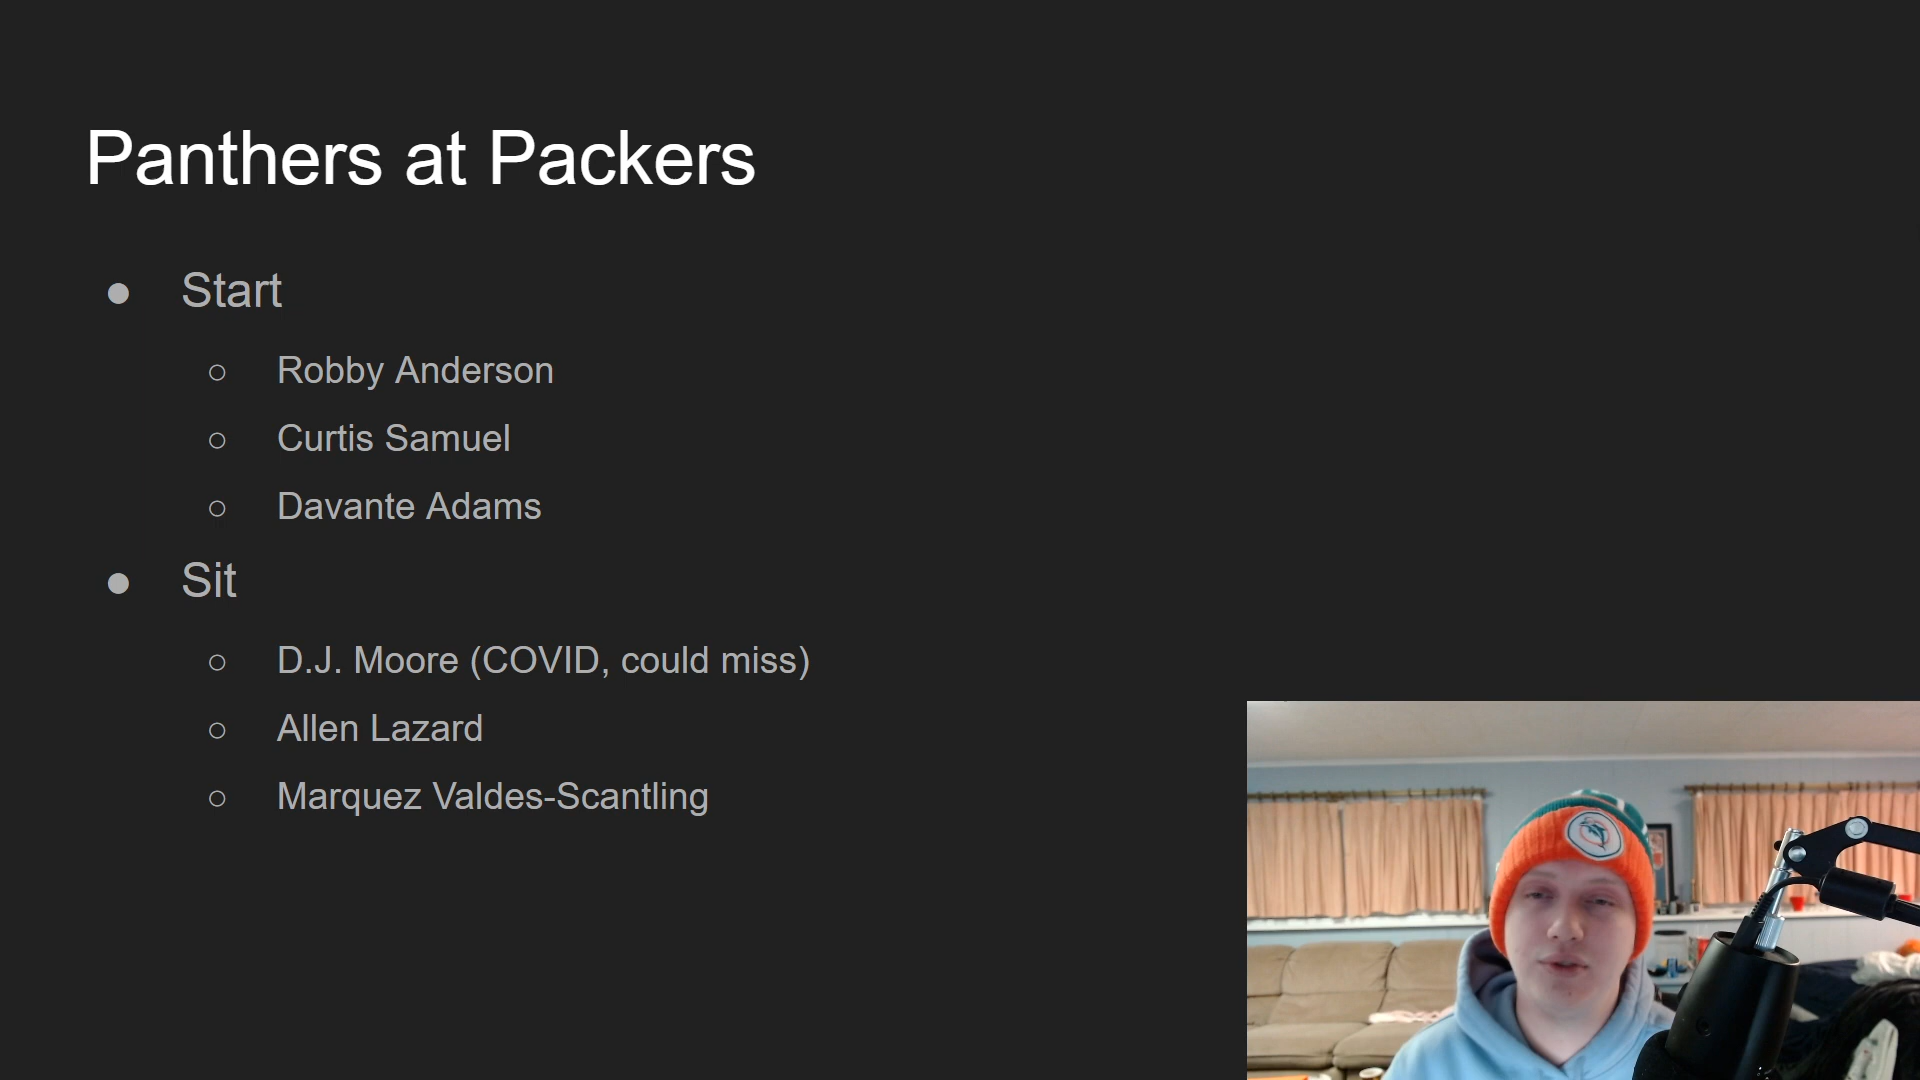 Panthers at Packers
● Start
○ Robby Anderson
○ Curtis Samuel
○ Davante Adams
● Sit
○ D.J. Moore (COVID, could miss)
○ Allen Lazard
○ Marquez Valdes-Scantling